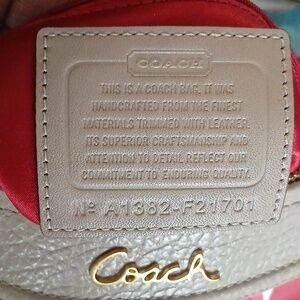 COACH
THIS IS A COACH BAG. IT WAS
HANDCRAFTED FROM THE FINEST
MATERIALS TRIMMED WITH LEATHER.
ITS SUPERIOR CRAFTSMANSHIP AND
ATTENTION TO DETAIL REFLECT OUR
COMMITMENT TO ENDURING QUALITY.
Nº A1382-F21701
Coach